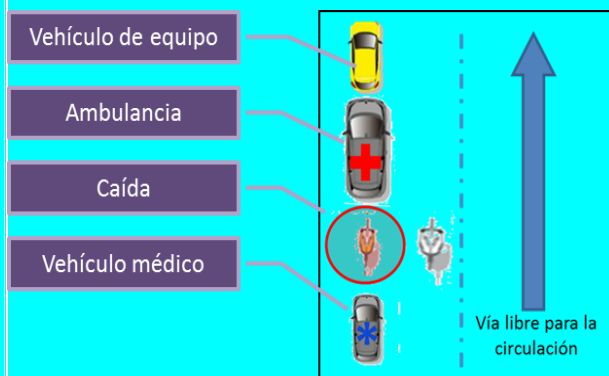 Vehículo de equipo
Ambulancia
Caída
Vehículo médico
Vía libre para la
circulación